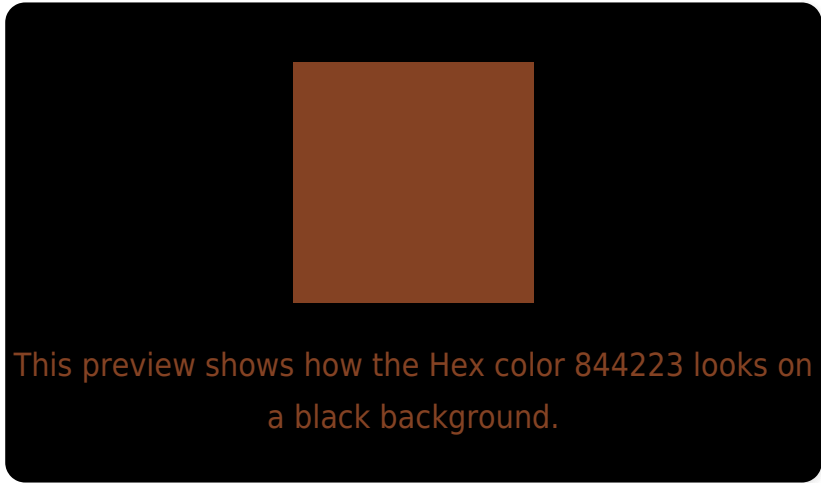 This preview shows how the Hex color 844223 looks on
a black background.